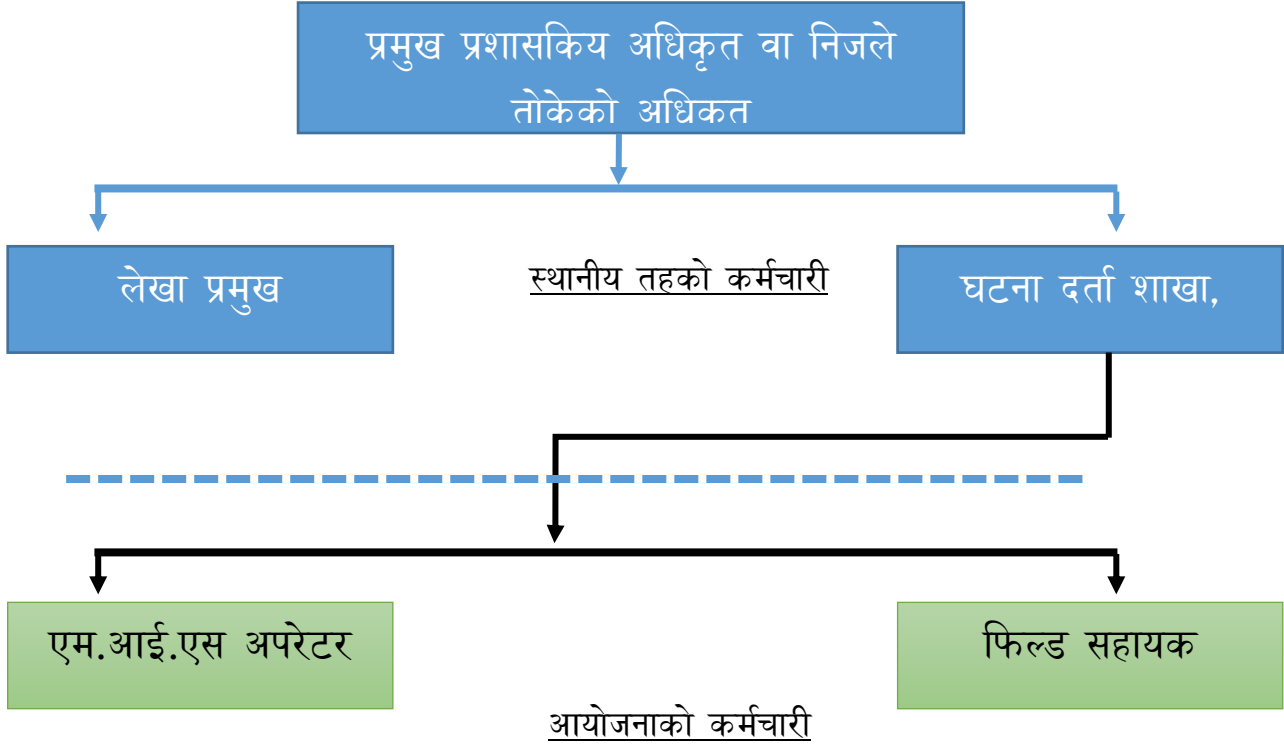 प्रमुख प्रशासकिय अधिकृत वा निजले
तोकेको अधिकत
लेखा प्रमुख
स्थानीय तहको कर्मचारी
घटना दर्ता शाखा,
एम.आई.एस अपरेटर
फिल्ड सहायक
आयोजनाको कर्मचारी